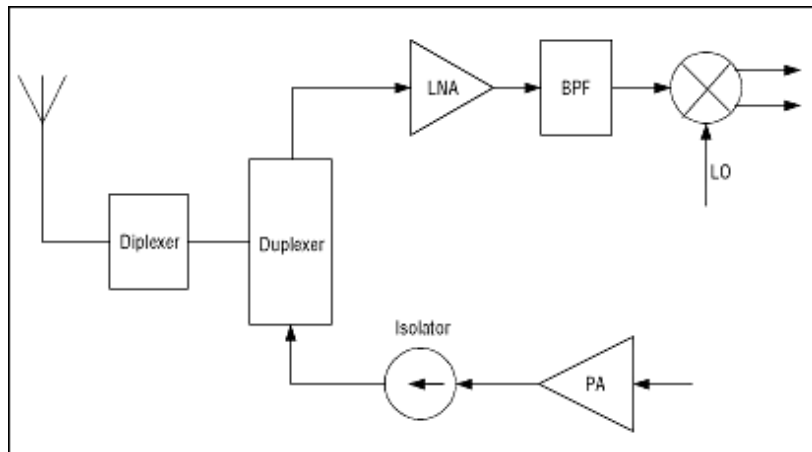 LNA
BPF
LO
Diplexer
Duplexer
Isolator
PA